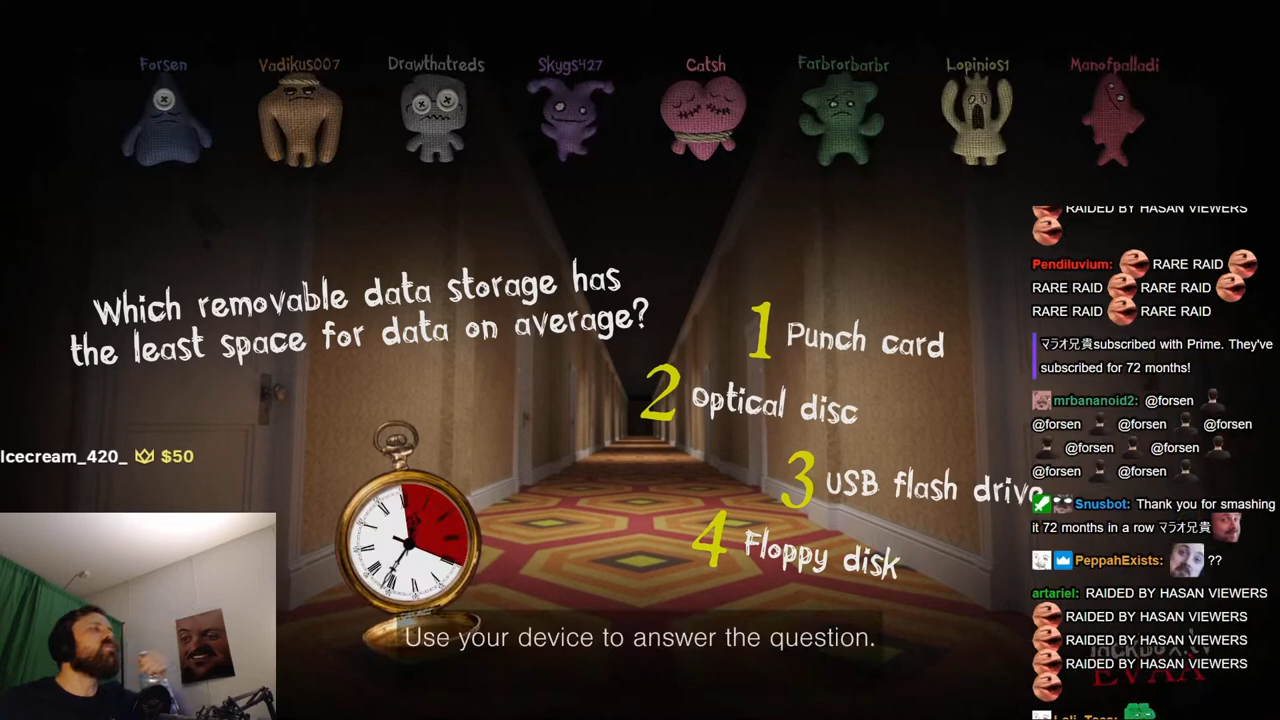 Forsen
Vadikus007
Drawthatreds
Skygs427
Catsh
Farbrorbarbr
Lopinios1
Manofpalladi
Which removable data storage has
the least space for data on average?
1 Punch card
2 Optical disc
3 USB flash drive
4 Floppy disk
Icecream_420_ $50
Use your device to answer the question.
JACKBOX.TV
EVAA
RAIDED BY HASAN VIEWERS
Pendiluvium: RARE RAID
RARE RAID RARE RAID
RARE RAID RARE RAID
マラオ兄貴subscribed with Prime. They've
subscribed for 72 months!
mrbananoid2: @forsen
@forsen @forsen @forsen
@forsen @forsen
@forsen @forsen
Snusbot: Thank you for smashing
it 72 months in a row マラオ兄貴
PeppahExists: ??
artariel: RAIDED BY HASAN VIEWERS
RAIDED BY HASAN VIEWERS
RAIDED BY HASAN VIEWERS
RAIDED BY HASAN VIEWERS